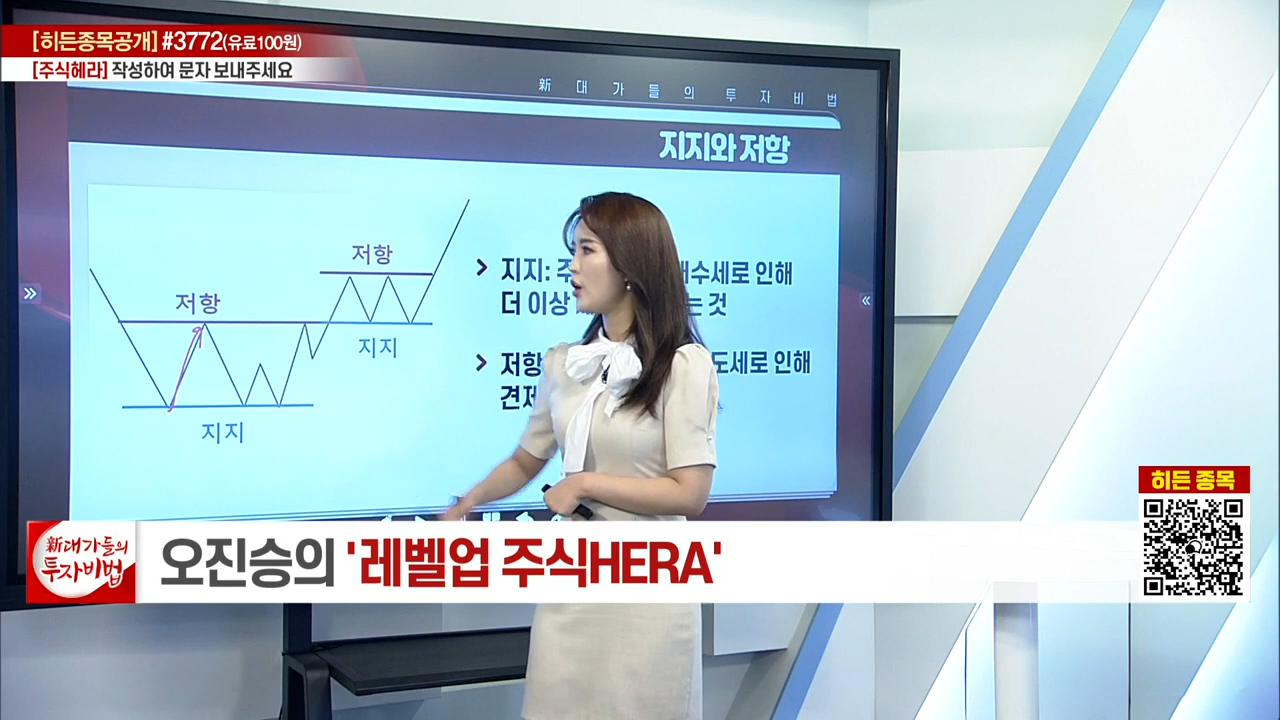 [히든종목공개] #3772(유료100원)
[주식헤라] 작성하여 문자 보내주세요
新 대 가 들 의 투 자 비 법
지지와 저항
저항
저항
지지
지지
지지: 주 매수세로 인해
더 이상 는 것
저항 도세로 인해
견제
히든 종목
新대가들의
투자비법
오진승의 '레벨업 주식HERA'